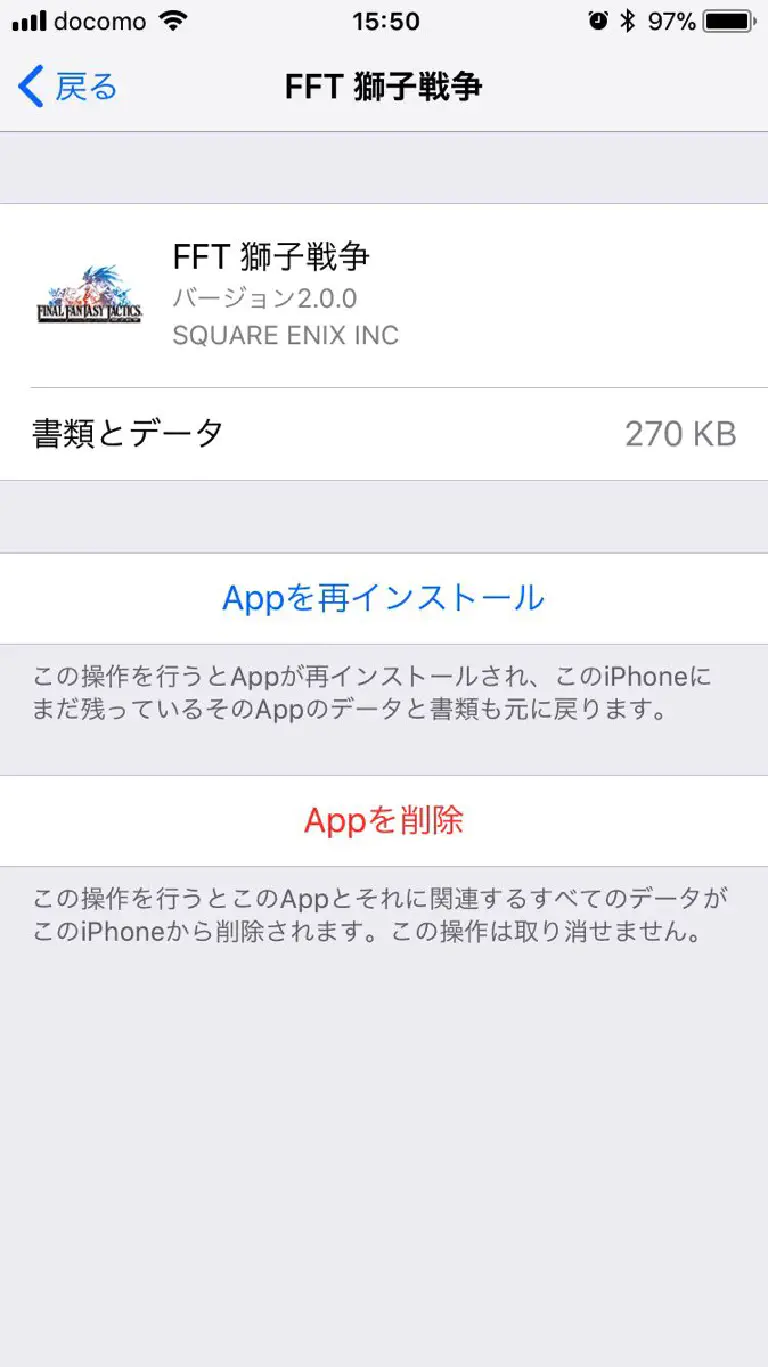 docomo 15:50 97%
戻る FFT 獅子戦争
FFT 獅子戦争
バージョン2.0.0
SQUARE ENIX INC
FINAL FANTASY TACTICS
書類とデータ 270 KB
Appを再インストール
この操作を行うとAppが再インストールされ、このiPhoneに
まだ残っているそのAppのデータと書類も元に戻ります。
Appを削除
この操作を行うとこのAppとそれに関連するすべてのデータが
このiPhoneから削除されます。この操作は取り消せません。